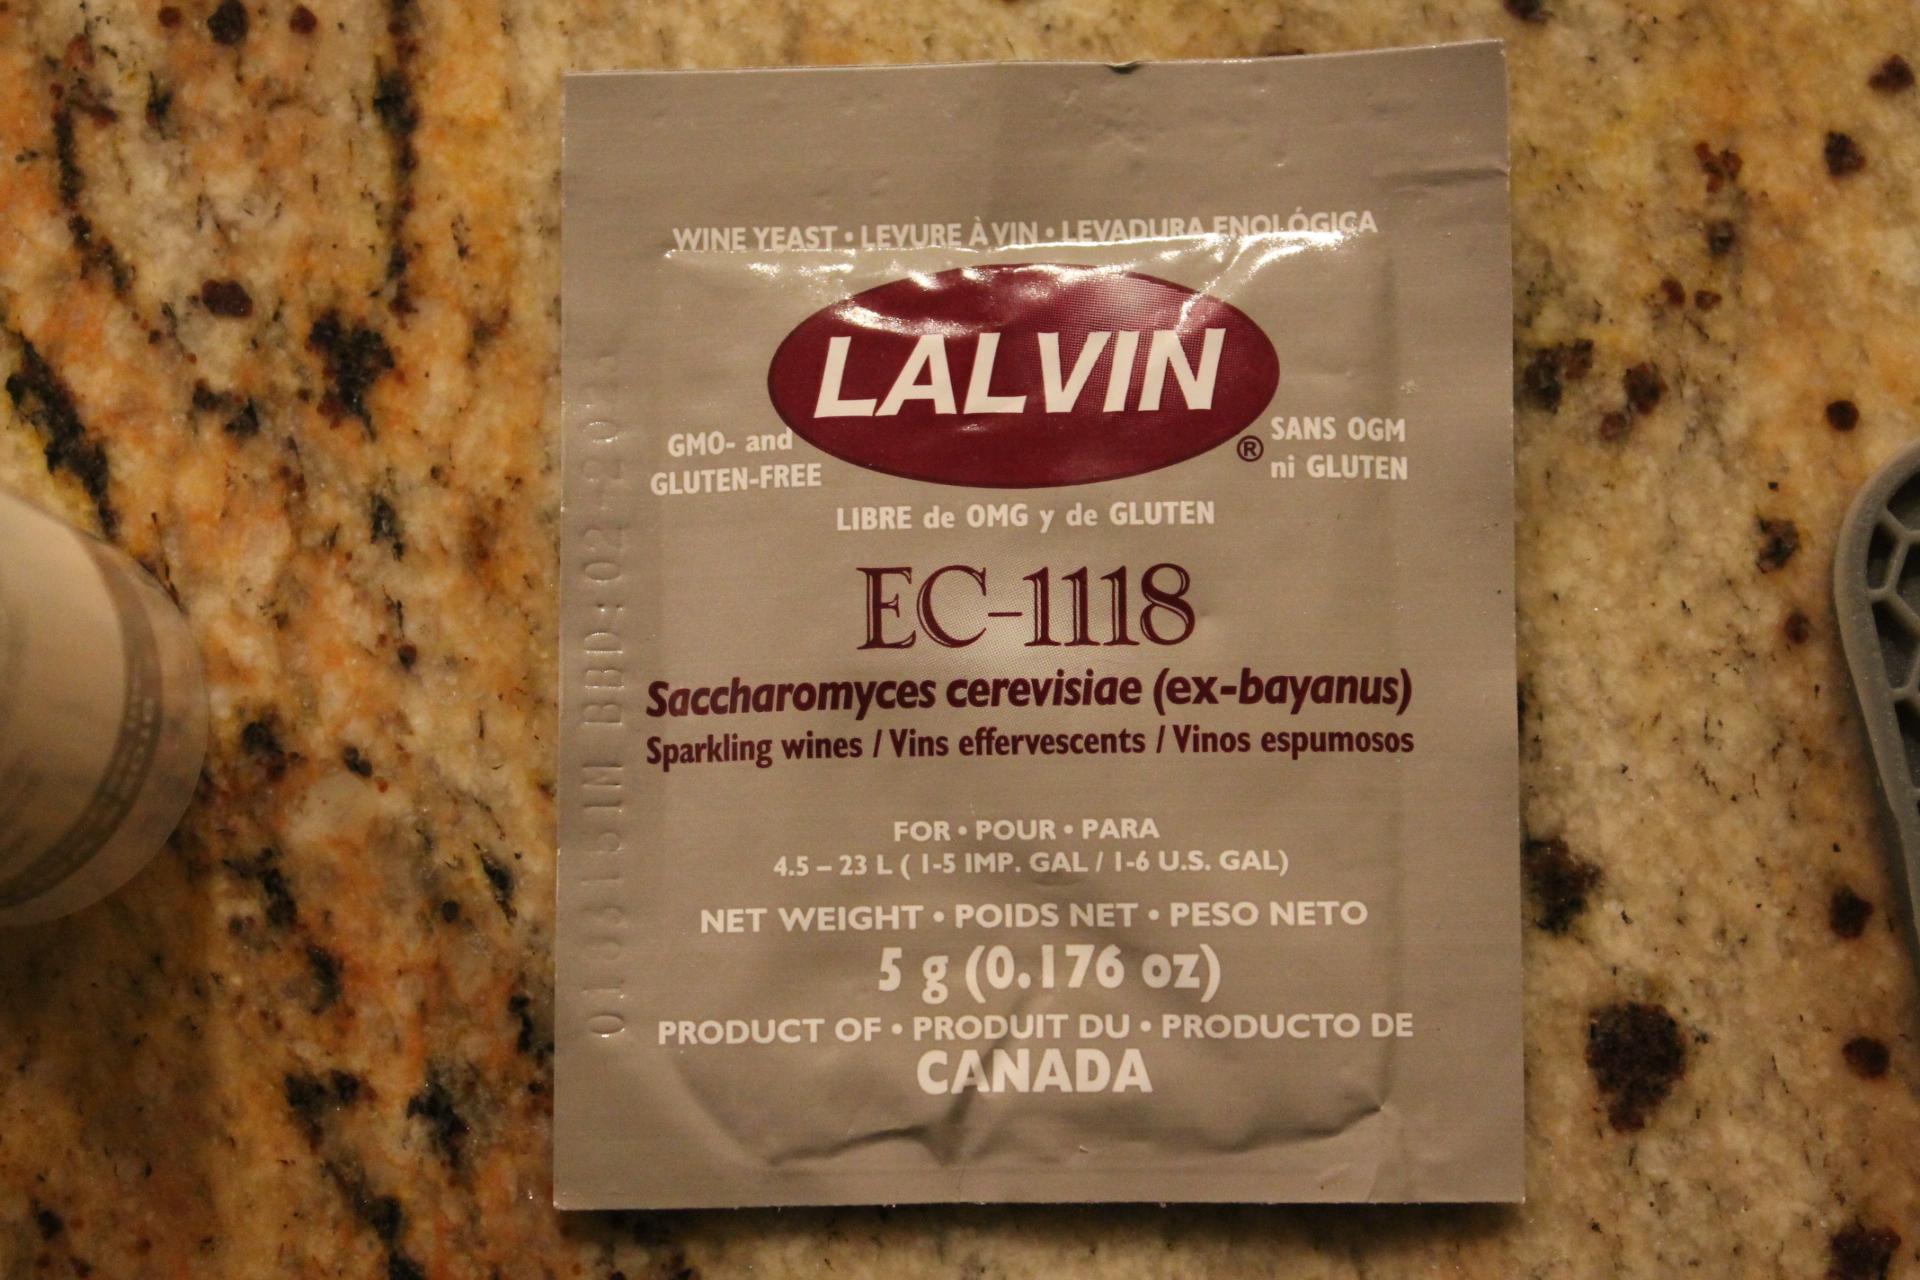 WINE YEAST • LEVURE À VIN • LEVADURA ENOLÓGICA
LALVIN®
GMO- and
GLUTEN-FREE
SANS OGM
ni GLUTEN
LIBRE de OMG y de GLUTEN
EC-1118
Saccharomyces cerevisiae (ex-bayanus)
Sparkling wines / Vins effervescents / Vinos espumosos
FOR • POUR • PARA
4.5 – 23 L ( 1-5 IMP. GAL / 1-6 U.S. GAL)
NET WEIGHT • POIDS NET • PESO NETO
5 g (0.176 oz)
PRODUCT OF • PRODUIT DU • PRODUCTO DE
CANADA
BBD: